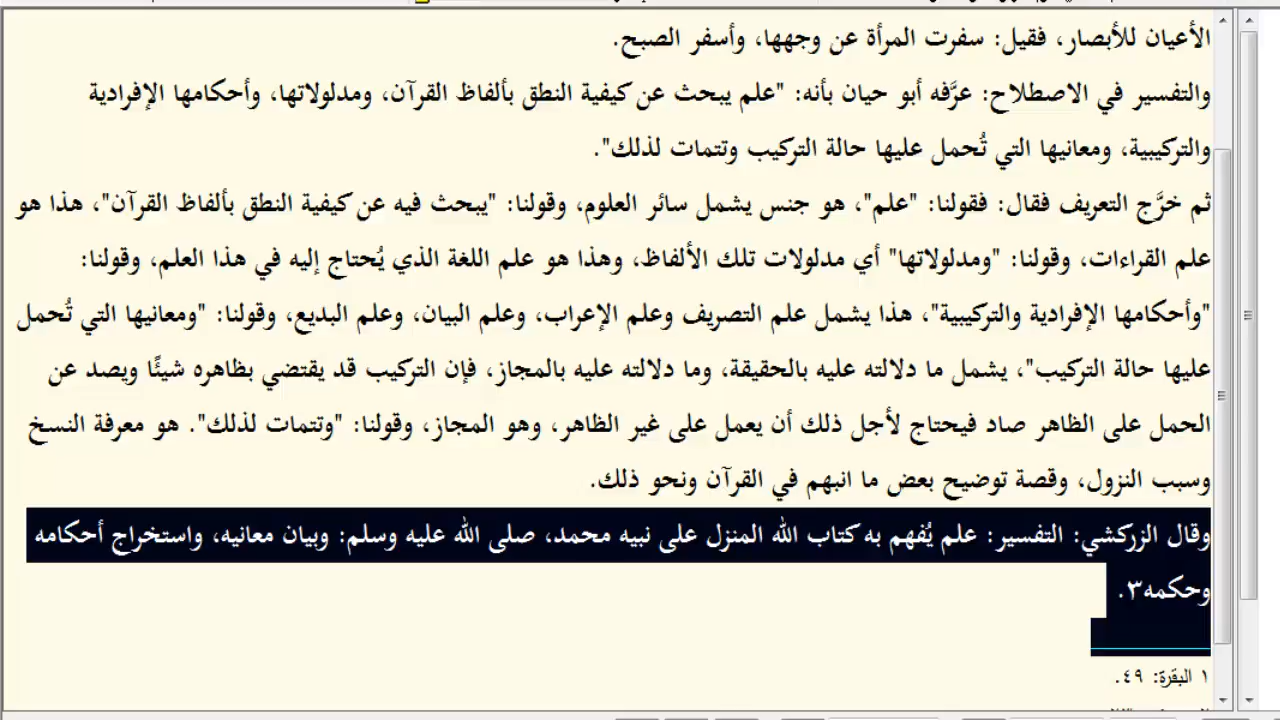 الأعيان للأبصار، فقيل: سفرت المرأة عن وجهها، وأسفر الصبح.
والتفسير في الاصطلاح: عرَّفه أبو حيان بأنه: "علم يبحث عن كيفية النطق بألفاظ القرآن، ومدلولاتها، وأحكامها الإفرادية
والتركيبية، ومعانيها التي تُحمل عليها حالة التركيب وتتمات لذلك".
ثم خرَّج التعريف فقال: فقولنا: "علم"، هو جنس يشمل سائر العلوم، وقولنا: "يبحث فيه عن كيفية النطق بألفاظ القرآن"، هذا هو
علم القراءات، وقولنا: "ومدلولاتها" أي مدلولات تلك الألفاظ، وهذا هو علم اللغة الذي يُحتاج إليه في هذا العلم، وقولنا:
"وأحكامها الإفرادية والتركيبية"، هذا يشمل علم التصريف وعلم الإعراب، وعلم البيان، وعلم البديع، وقولنا: "ومعانيها التي تُحمل
عليها حالة التركيب"، يشمل ما دلالته عليه بالحقيقة، وما دلالته عليه بالمجاز، فإن التركيب قد يقتضي بظاهره شيئًا ويصد عن
الحمل على الظاهر صاد فيحتاج لأجل ذلك أن يعمل على غير الظاهر، وهو المجاز، وقولنا: "وتتمات لذلك". هو معرفة النسخ
وسبب النزول، وقصة توضيح بعض ما انبهم في القرآن ونحو ذلك.
وقال الزركشي: التفسير: علم يُفهم به كتاب الله المنزل على نبيه محمد، صلى الله عليه وسلم: وبيان معانيه، واستخراج أحكامه
وحكمه٣.
١ البقرة: ٤٩.